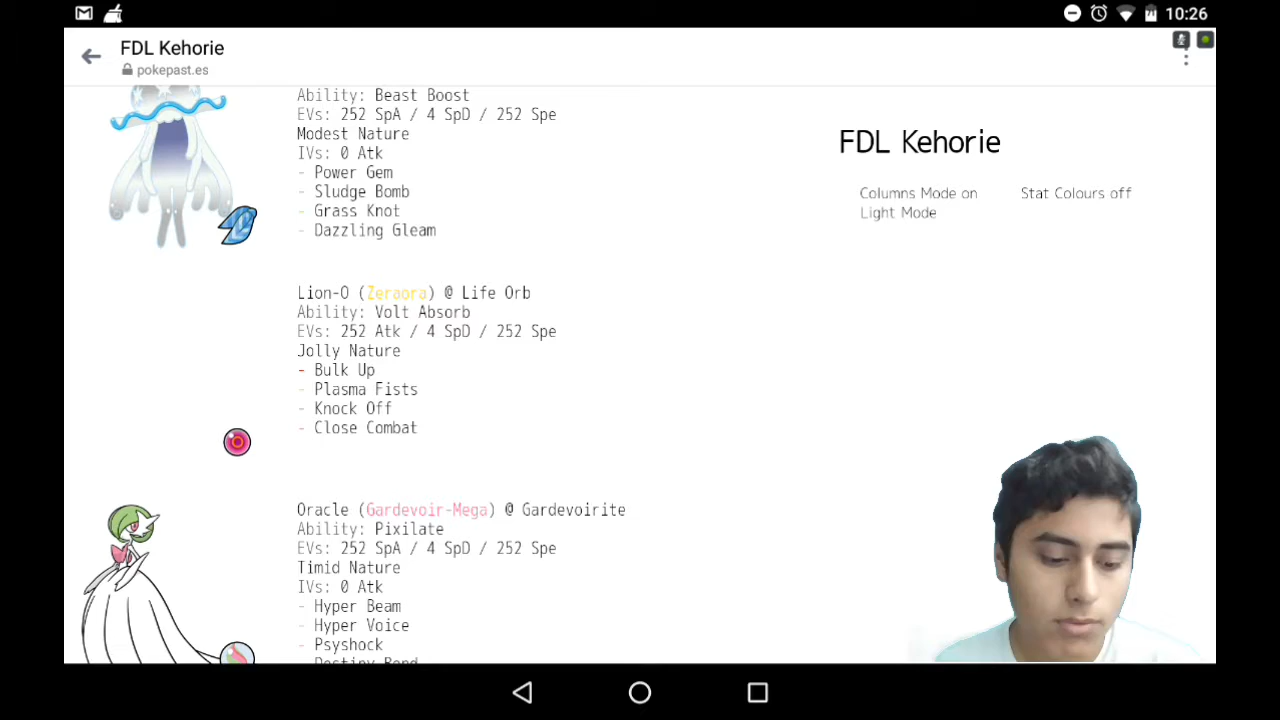 10:26
FDL Kehorie
pokepast.es
Ability: Beast Boost
EVs: 252 SpA / 4 SpD / 252 Spe
Modest Nature
IVs: 0 Atk
- Power Gem
- Sludge Bomb
- Grass Knot
- Dazzling Gleam
Lion-O (Zeraora) @ Life Orb
Ability: Volt Absorb
EVs: 252 Atk / 4 SpD / 252 Spe
Jolly Nature
- Bulk Up
- Plasma Fists
- Knock Off
- Close Combat
Oracle (Gardevoir-Mega) @ Gardevoirite
Ability: Pixilate
EVs: 252 SpA / 4 SpD / 252 Spe
Timid Nature
IVs: 0 Atk
- Hyper Beam
- Hyper Voice
- Psyshock
- Destiny Bond
FDL Kehorie
Columns Mode on
Stat Colours off
Light Mode